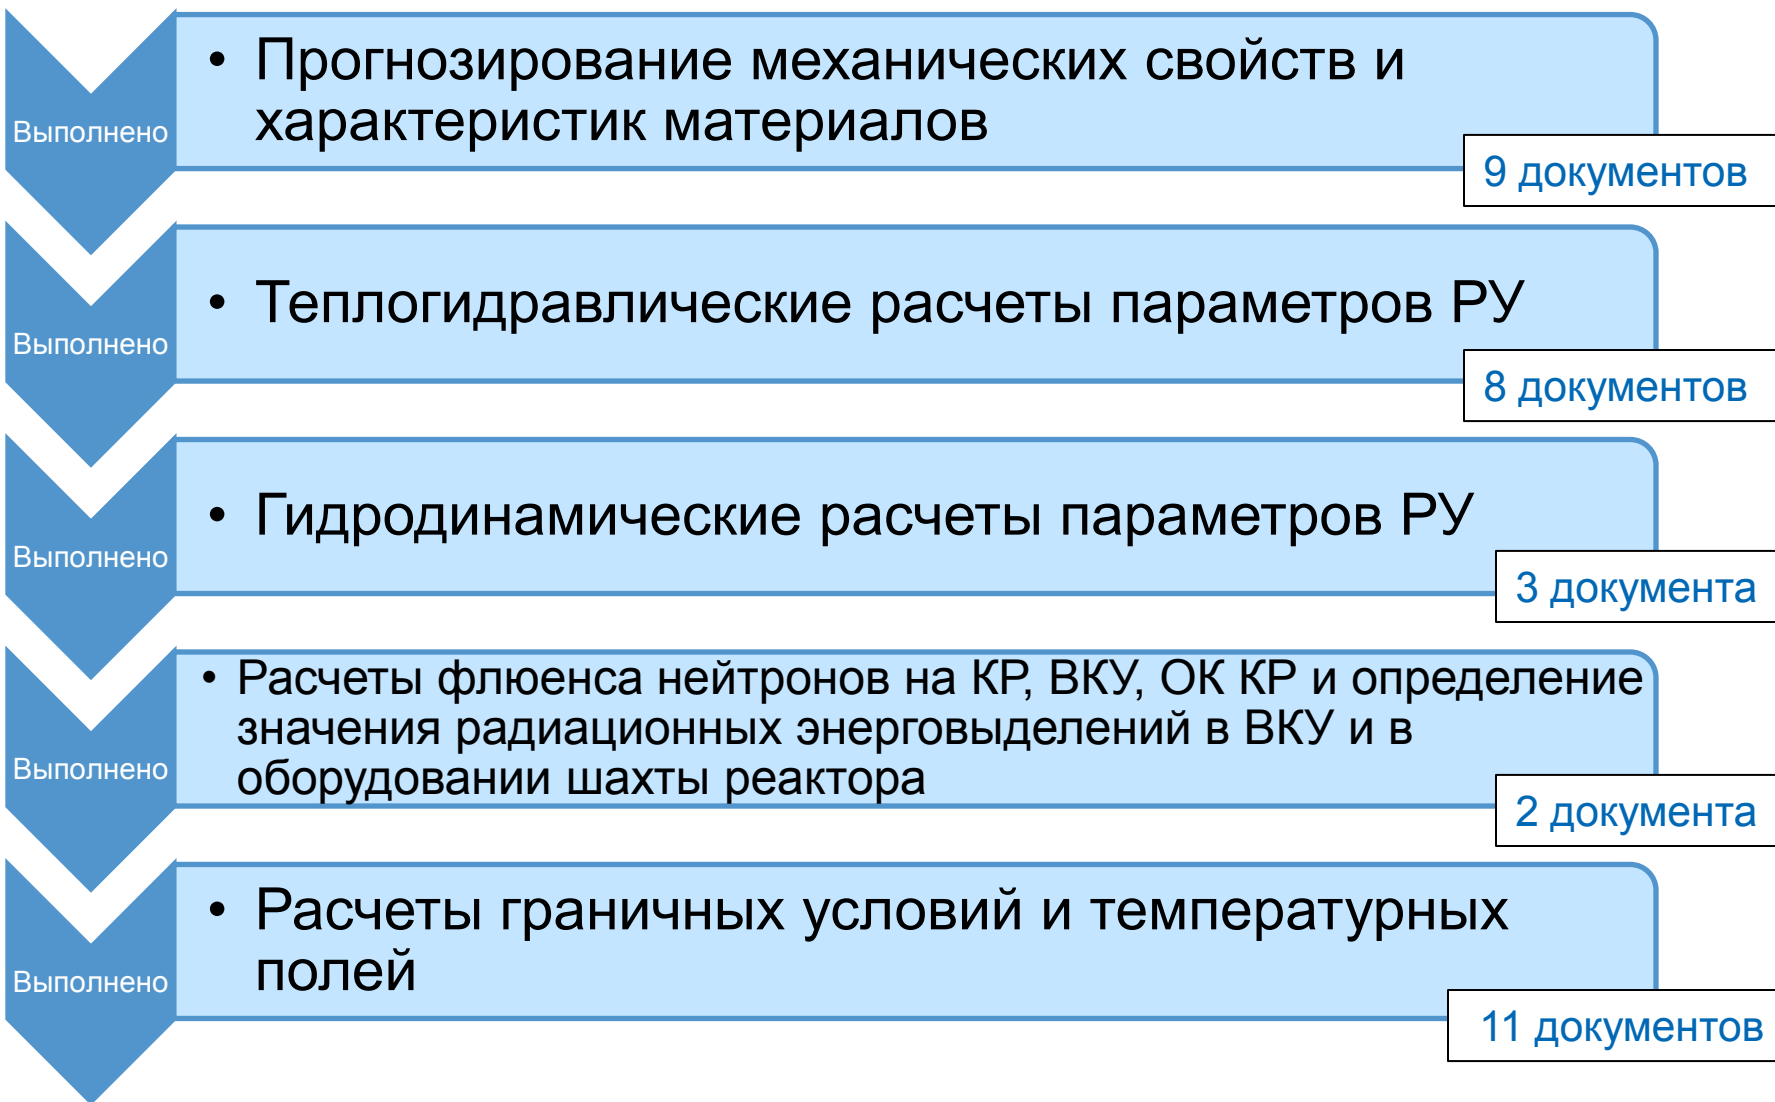 Выполнено
• Прогнозирование механических свойств и
характеристик материалов
9 документов
Выполнено
• Теплогидравлические расчеты параметров РУ
8 документов
Выполнено
• Гидродинамические расчеты параметров РУ
3 документа
Выполнено
• Расчеты флюенса нейтронов на КР, ВКУ, ОК КР и определение
значения радиационных энерговыделений в ВКУ и в
оборудовании шахты реактора
2 документа
Выполнено
• Расчеты граничных условий и температурных
полей
11 документов